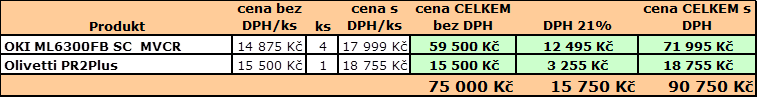 Produkt cena bez DPH/ks ks cena s DPH/ks cena CELKEM bez DPH DPH 21% cena CELKEM s DPH
OKI ML6300FB SC MVCR 14 875 Kč 4 17 999 Kč 59 500 Kč 12 495 Kč 71 995 Kč
Olivetti PR2Plus 15 500 Kč 1 18 755 Kč 15 500 Kč 3 255 Kč 18 755 Kč
75 000 Kč 15 750 Kč 90 750 Kč